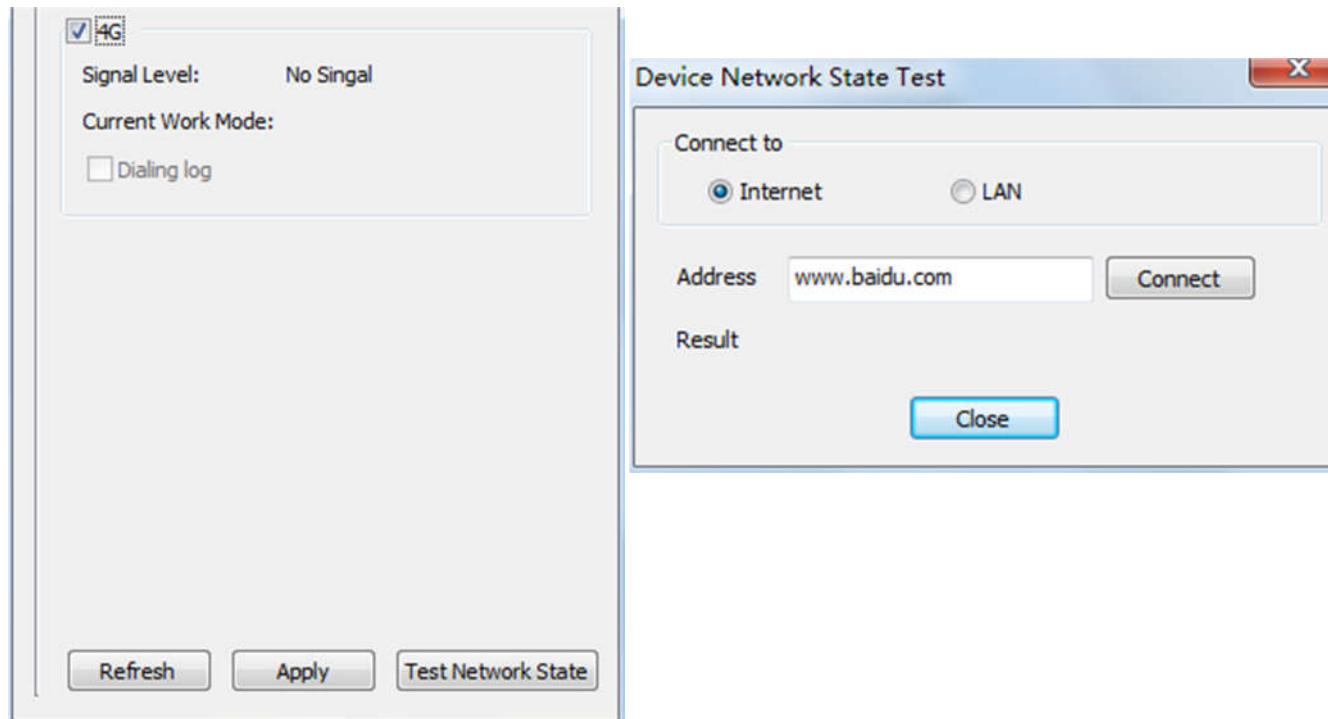 4G
Signal Level: No Singal
Current Work Mode:
Dialing log
Refresh Apply Test Network State
Device Network State Test
Connect to
Internet LAN
Address www.baidu.com Connect
Result
Close